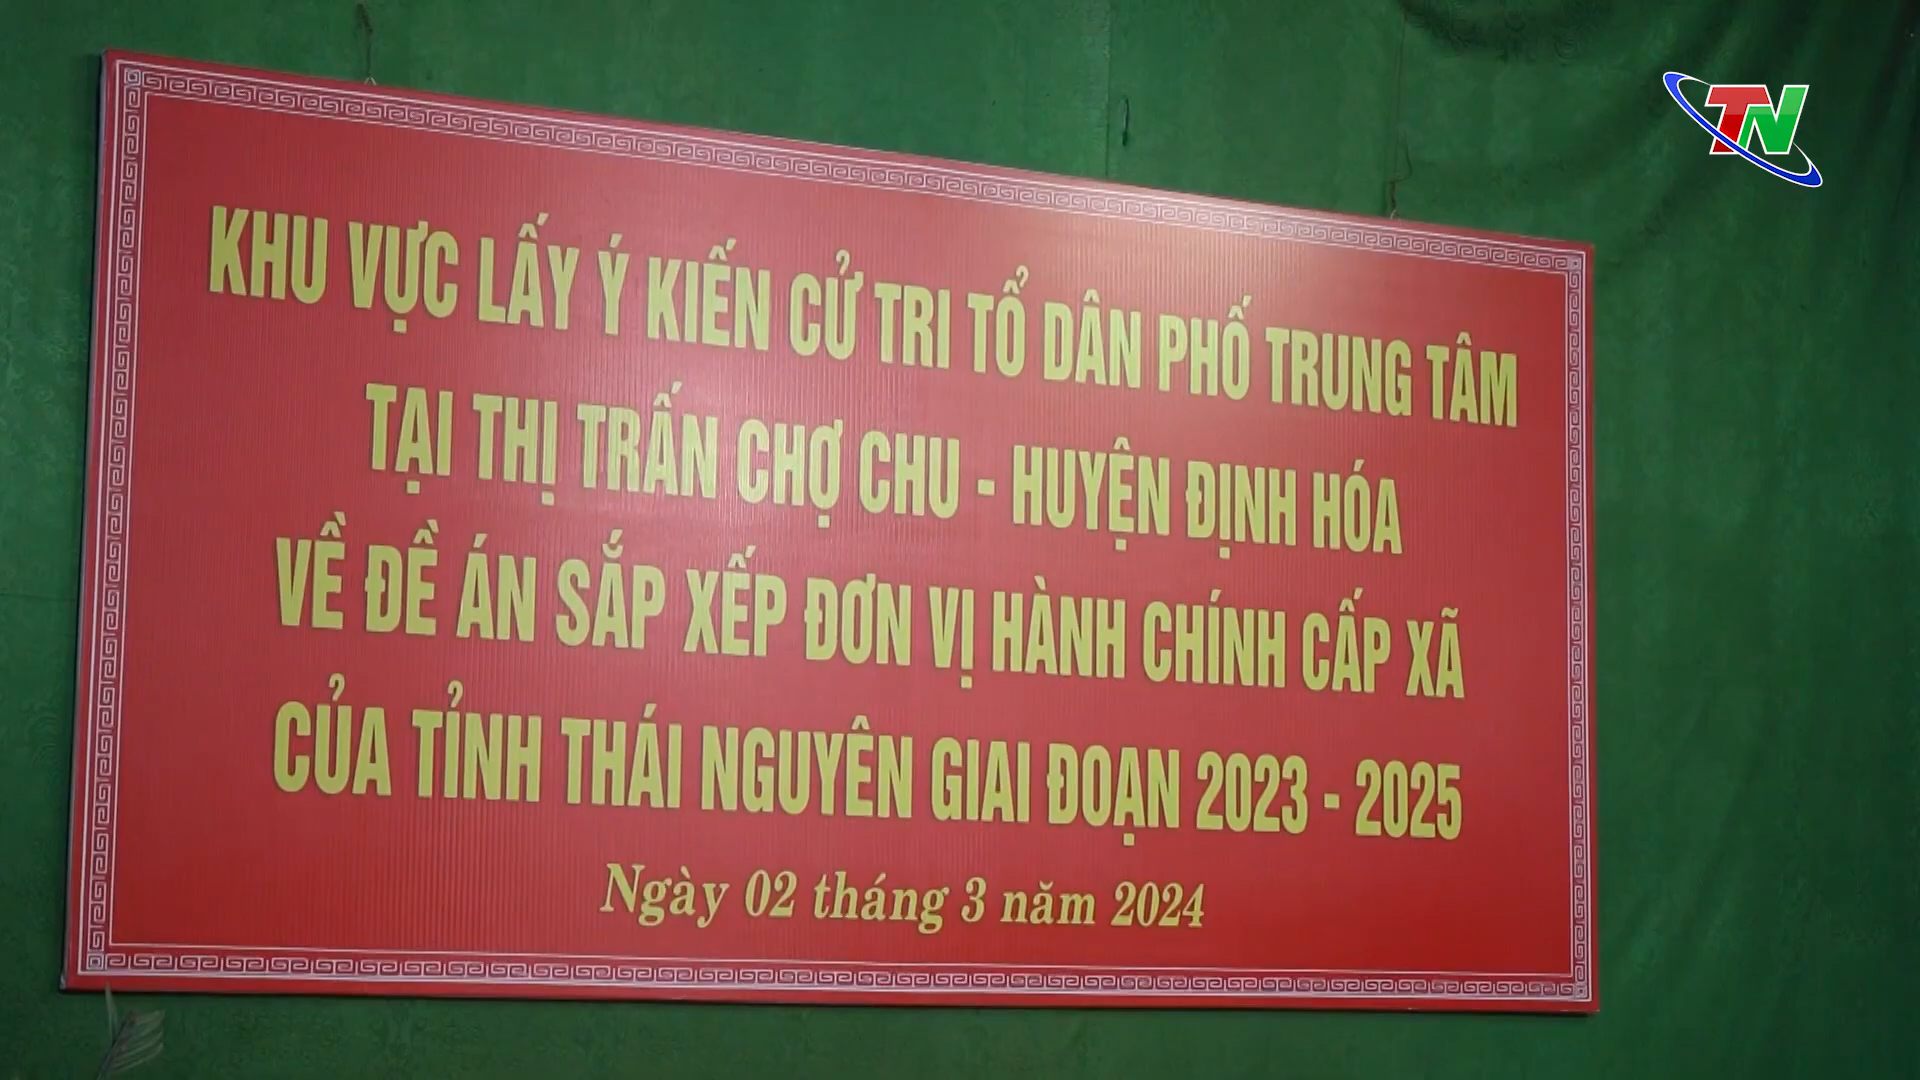 TN
KHU VỰC LẤY Ý KIẾN CỬ TRI TỔ DÂN PHỐ TRUNG TÂM
TẠI THỊ TRẤN CHỢ CHU - HUYỆN ĐỊNH HÓA
VỀ ĐỀ ÁN SẮP XẾP ĐƠN VỊ HÀNH CHÍNH CẤP XÃ
CỦA TỈNH THÁI NGUYÊN GIAI ĐOẠN 2023 - 2025
Ngày 02 tháng 3 năm 2024